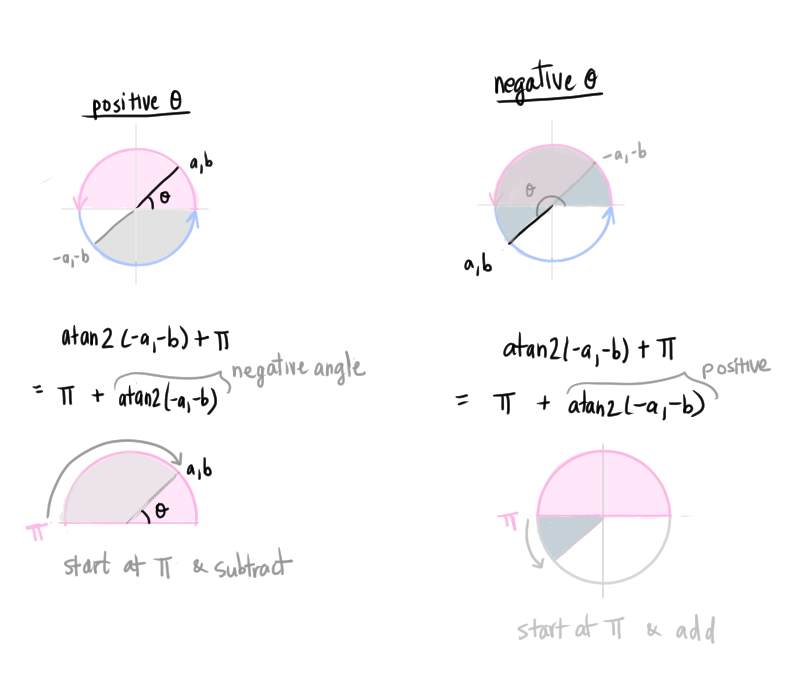 positive θ
a,b
θ
-a,-b
atan2(-a,-b)+π
negative angle
= π + atan2(-a,-b)
a,b
θ
π
start at π & subtract
negative θ
-a,-b
θ
a,b
atan2(-a,-b)+π
positive
= π + atan2(-a,-b)
π
start at π & add